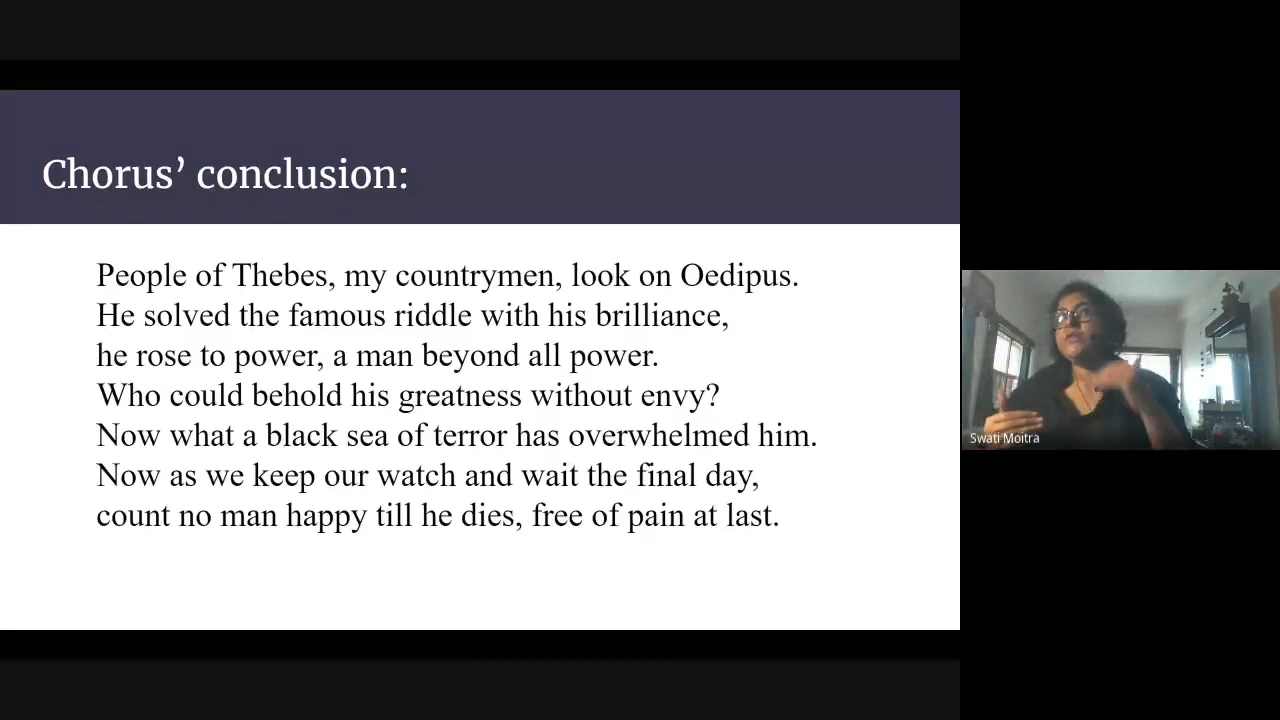 Chorus’ conclusion:
People of Thebes, my countrymen, look on Oedipus.
He solved the famous riddle with his brilliance,
he rose to power, a man beyond all power.
Who could behold his greatness without envy?
Now what a black sea of terror has overwhelmed him.
Now as we keep our watch and wait the final day,
count no man happy till he dies, free of pain at last.
Swati Moitra